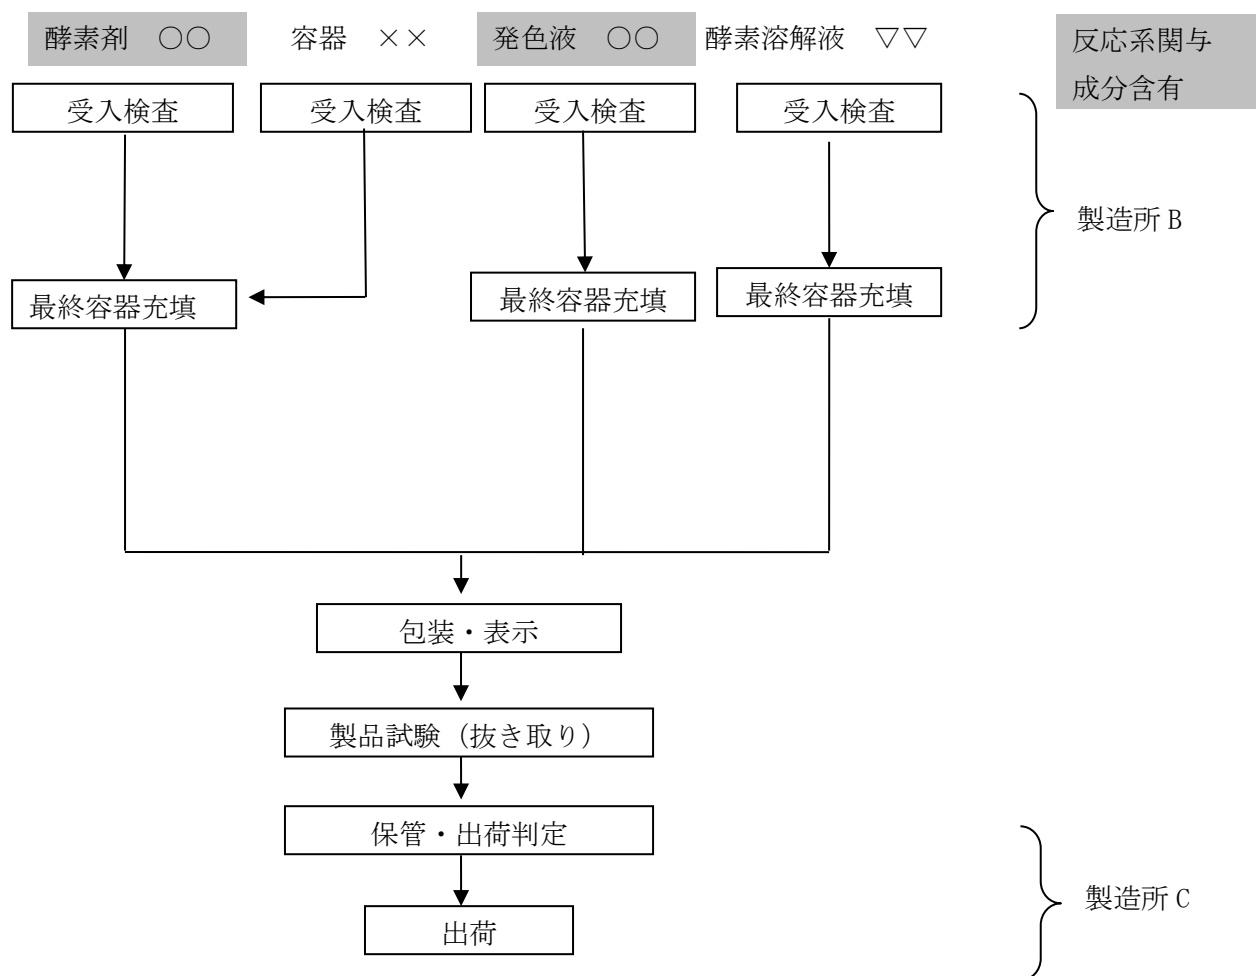 酵素剤　○○
容器　××
発色液　○○
酵素溶解液　▽▽
反応系関与
成分含有
受入検査
受入検査
受入検査
受入検査
製造所 B
最終容器充填
最終容器充填
最終容器充填
包装・表示
製品試験（抜き取り）
保管・出荷判定
製造所 C
出荷